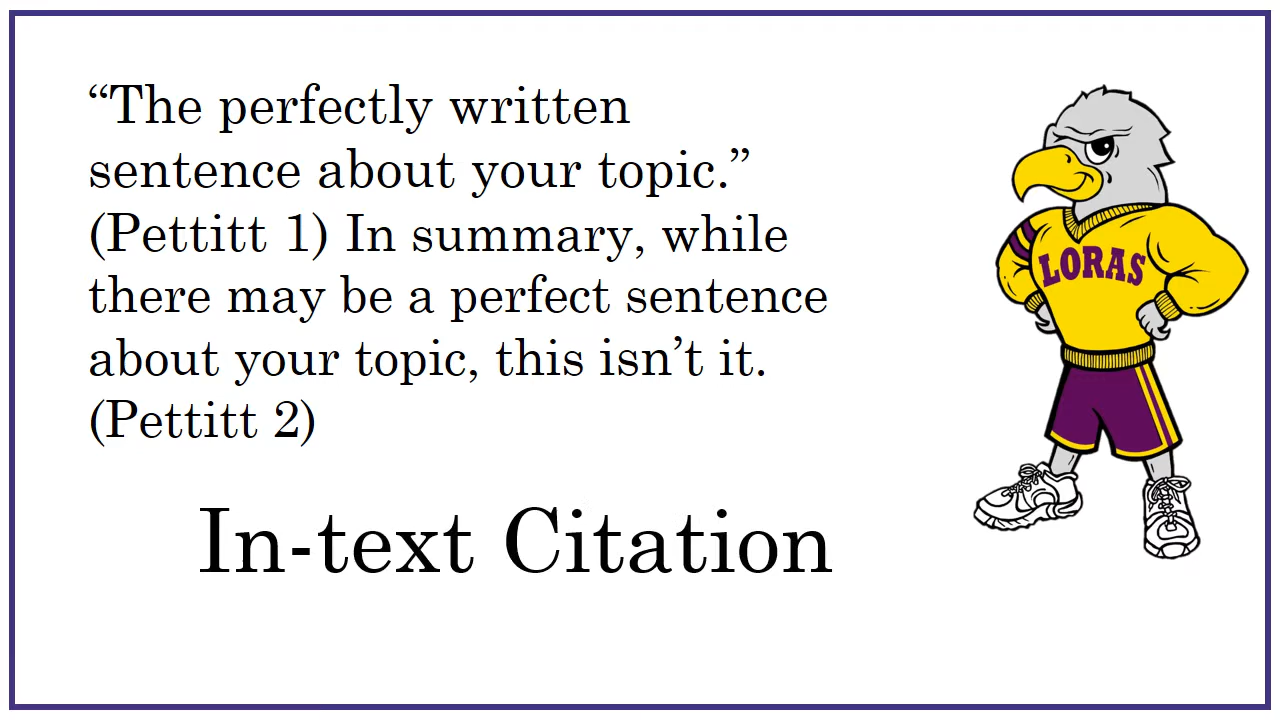 “The perfectly written
sentence about your topic.”
(Pettitt 1) In summary, while
there may be a perfect sentence
about your topic, this isn’t it.
(Pettitt 2)
In-text Citation
LORAS